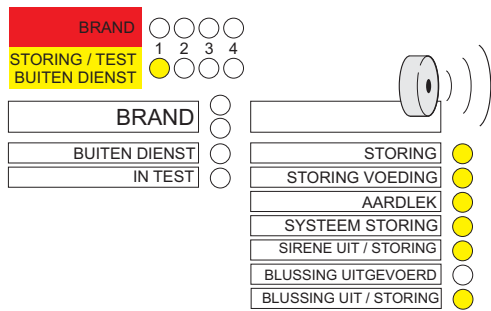 BRAND
1 2 3 4
STORING / TEST
BUITEN DIENST
BRAND
BUITEN DIENST
IN TEST
STORING
STORING VOEDING
AARDLEK
SYSTEEM STORING
SIRENE UIT / STORING
BLUSSING UITGEVOERD
BLUSSING UIT / STORING